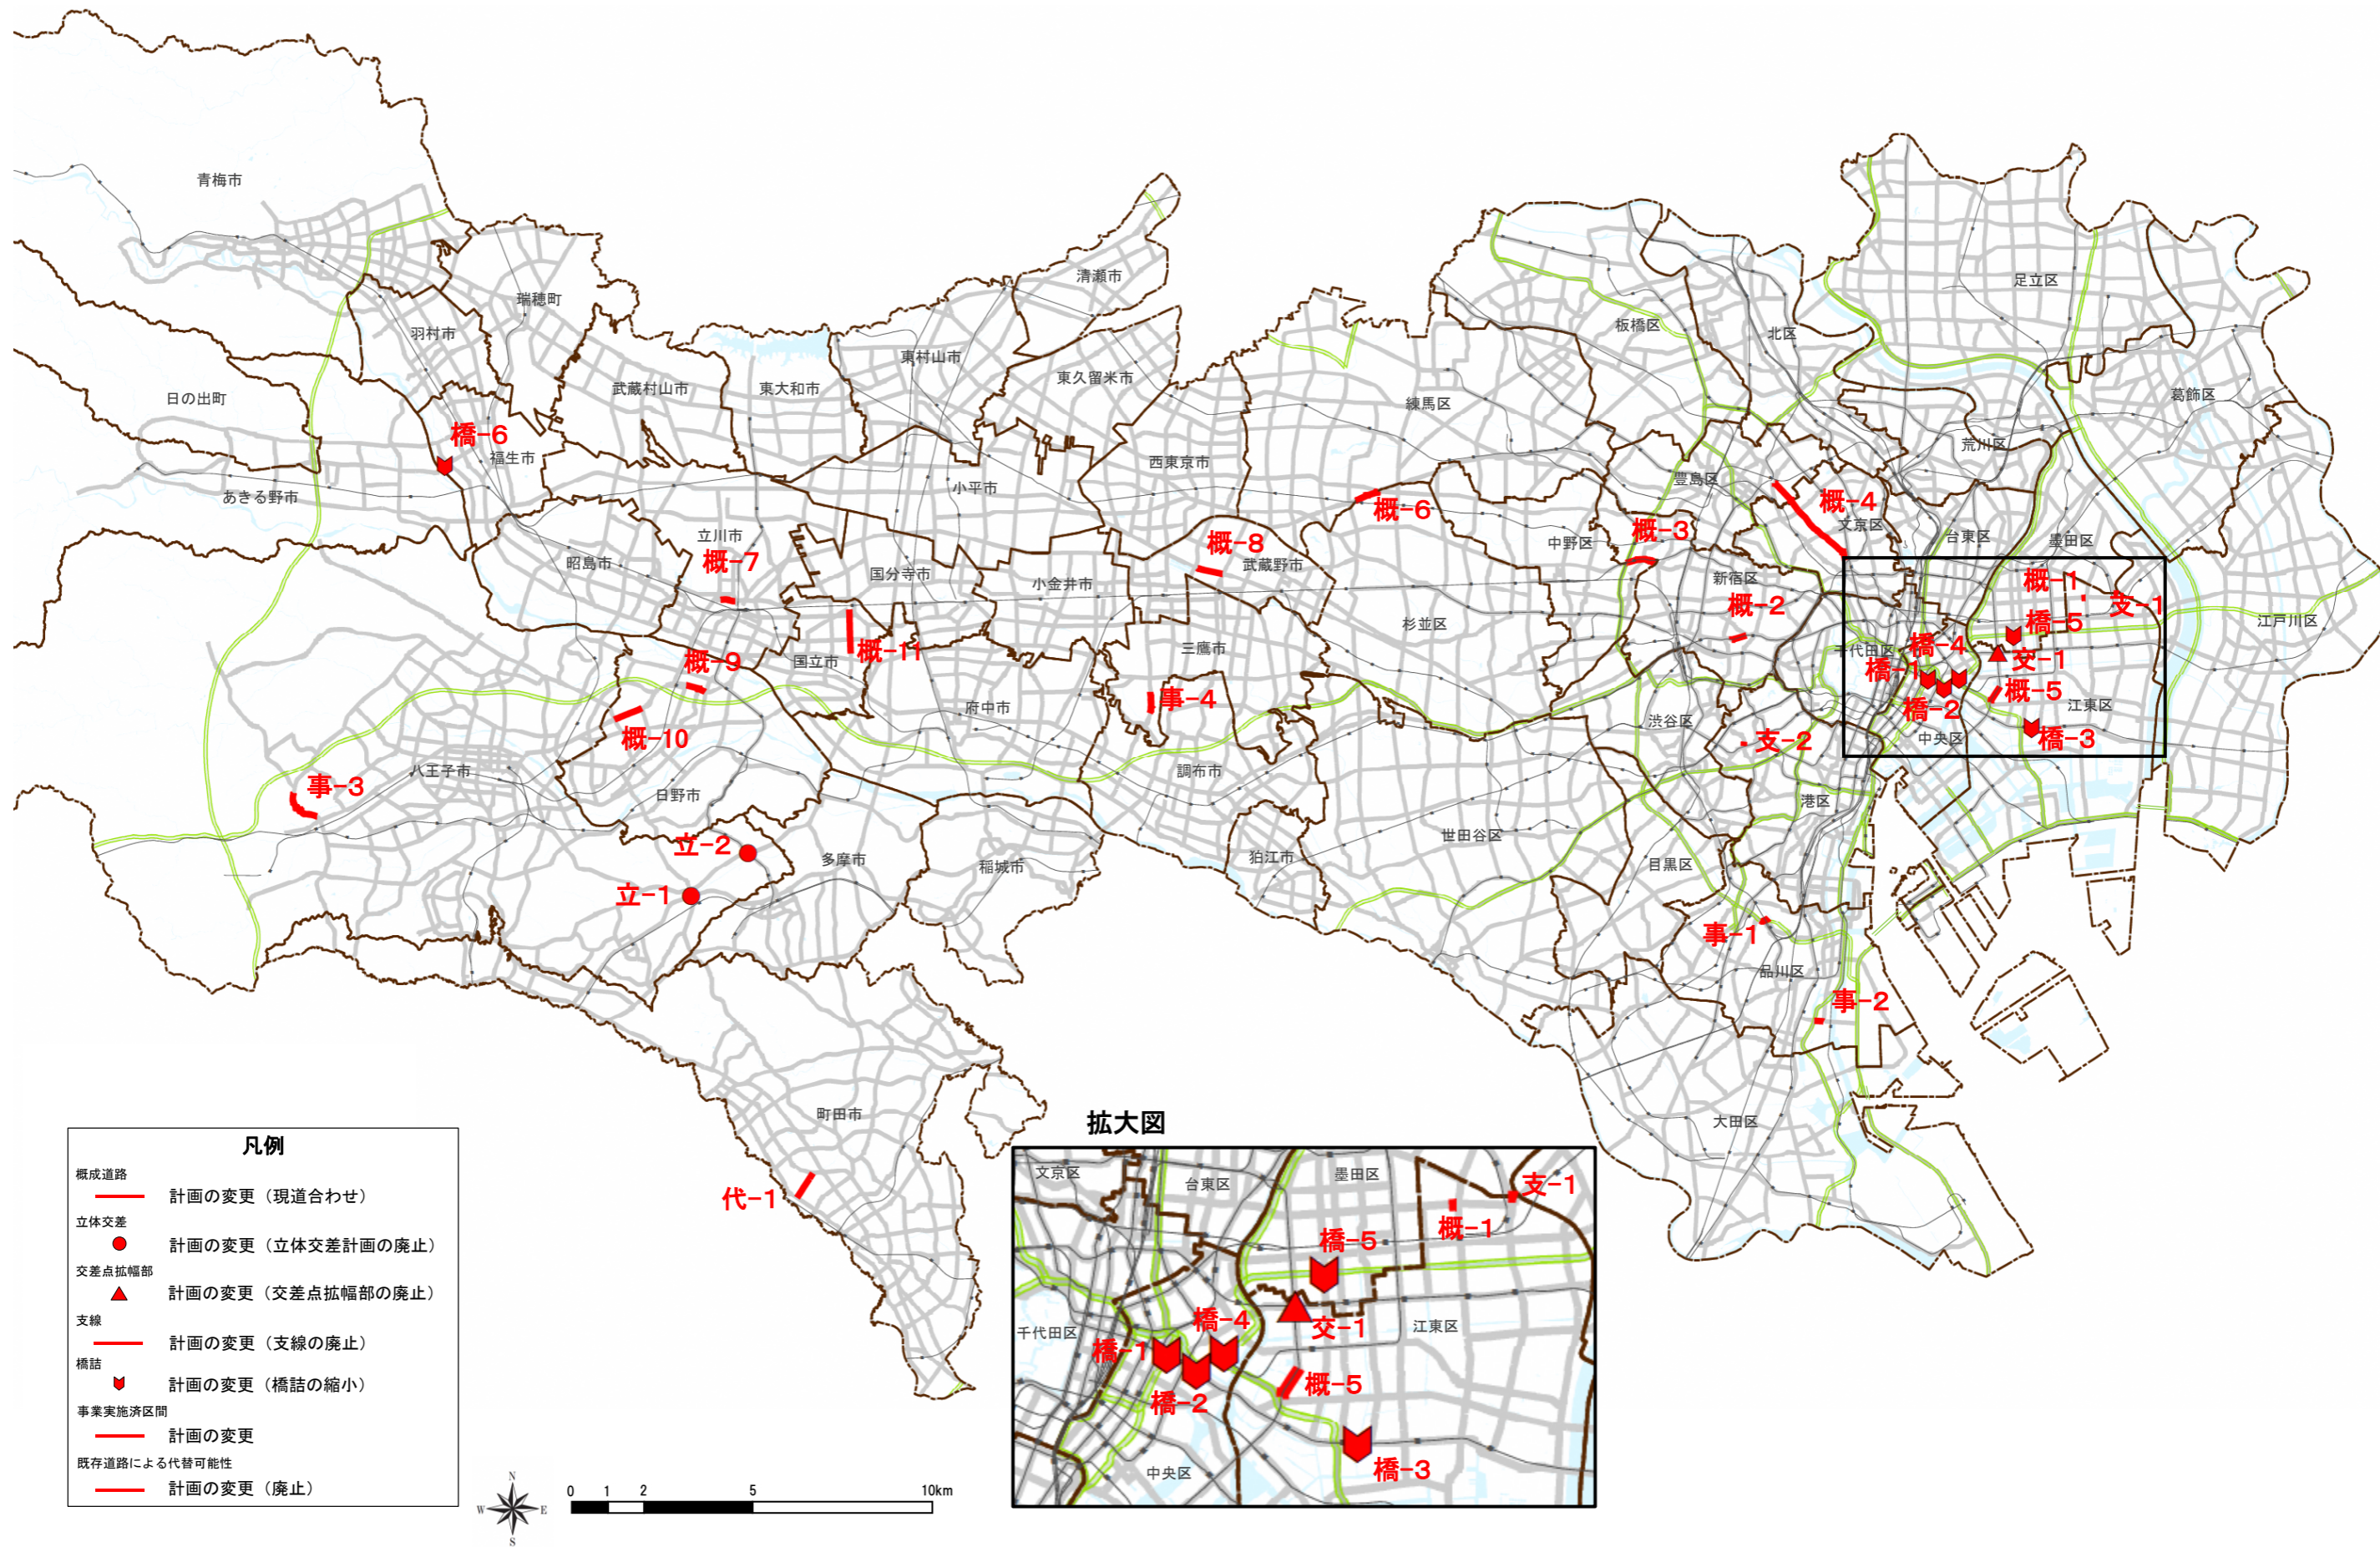 青梅市
瑞穂町
清瀬市
足立区
羽村市
板橋区
北区
東村山市
武蔵村山市
東大和市
東久留米市
日の出町
練馬区
葛飾区
橋-6
福生市
荒川区
西東京市
豊島区
あきる野市
小平市
概-6
概-4
文京区
概-3
立川市
概-7
概-8
武蔵野市
中野区
台東区
墨田区
昭島市
国分寺市
小金井市
新宿区
概-2
概-1
支-1
橋-5
江戸川区
杉並区
国立市
概-11
三鷹市
千代田区
橋-4
橋-1
交-1
概-9
事-4
橋-2
概-5
江東区
府中市
渋谷区
概-10
支-2
中央区
橋-3
八王子市
調布市
事-3
日野市
港区
立-2
多摩市
稲城市
狛江市
世田谷区
目黒区
立-1
事-1
品川区
事-2
町田市
大田区
代-1
拡大図
文京区
台東区
墨田区
支-1
概-1
橋-5
千代田区
橋-4
橋-1
交-1
江東区
概-5
橋-2
橋-3
中央区
凡例
概成道路
計画の変更（現道合わせ）
立体交差
計画の変更（立体交差計画の廃止）
交差点拡幅部
計画の変更（交差点拡幅部の廃止）
支線
計画の変更（支線の廃止）
橋詰
計画の変更（橋詰の縮小）
事業実施済区間
計画の変更
既存道路による代替可能性
計画の変更（廃止）
N
W E
S
0 1 2 5 10km